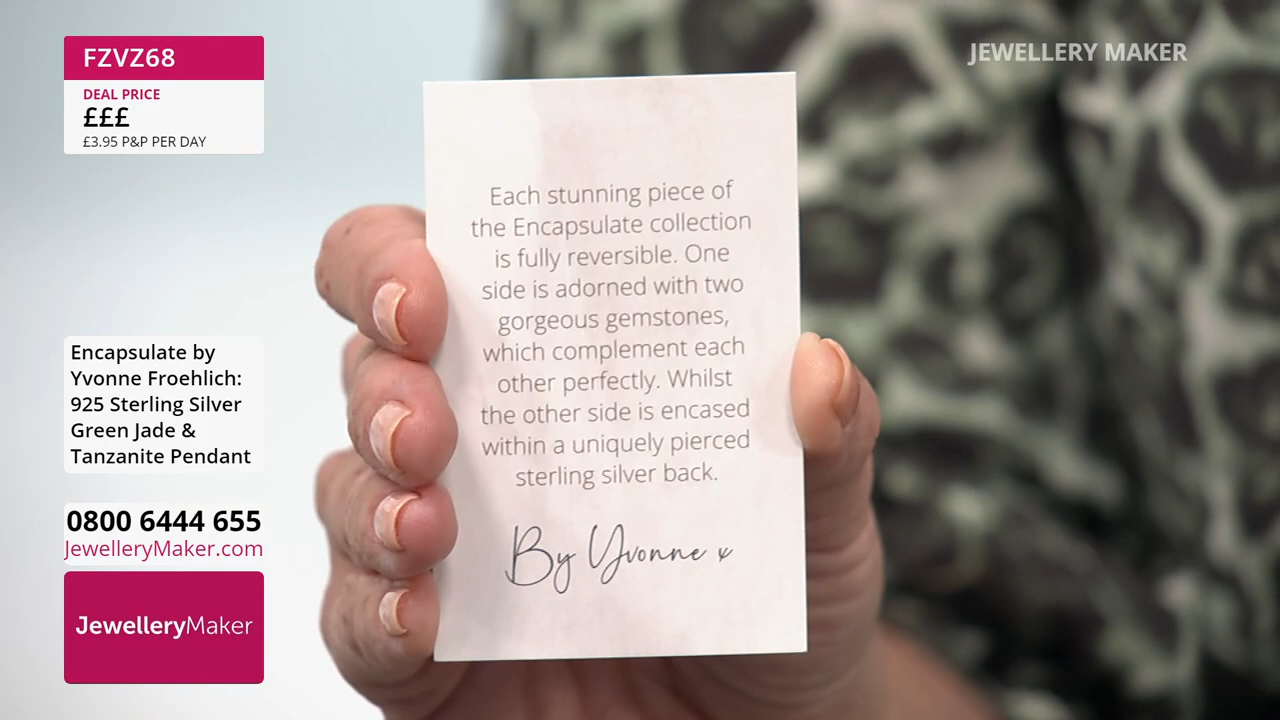 FZVZ68
DEAL PRICE
£££
£3.95 P&P PER DAY
JEWELLERY MAKER
Each stunning piece of
the Encapsulate collection
is fully reversible. One
side is adorned with two
gorgeous gemstones,
which complement each
other perfectly. Whilst
the other side is encased
within a uniquely pierced
sterling silver back.
By Yvonne x
Encapsulate by
Yvonne Froehlich:
925 Sterling Silver
Green Jade &
Tanzanite Pendant
0800 6444 655
JewelleryMaker.com
JewelleryMaker